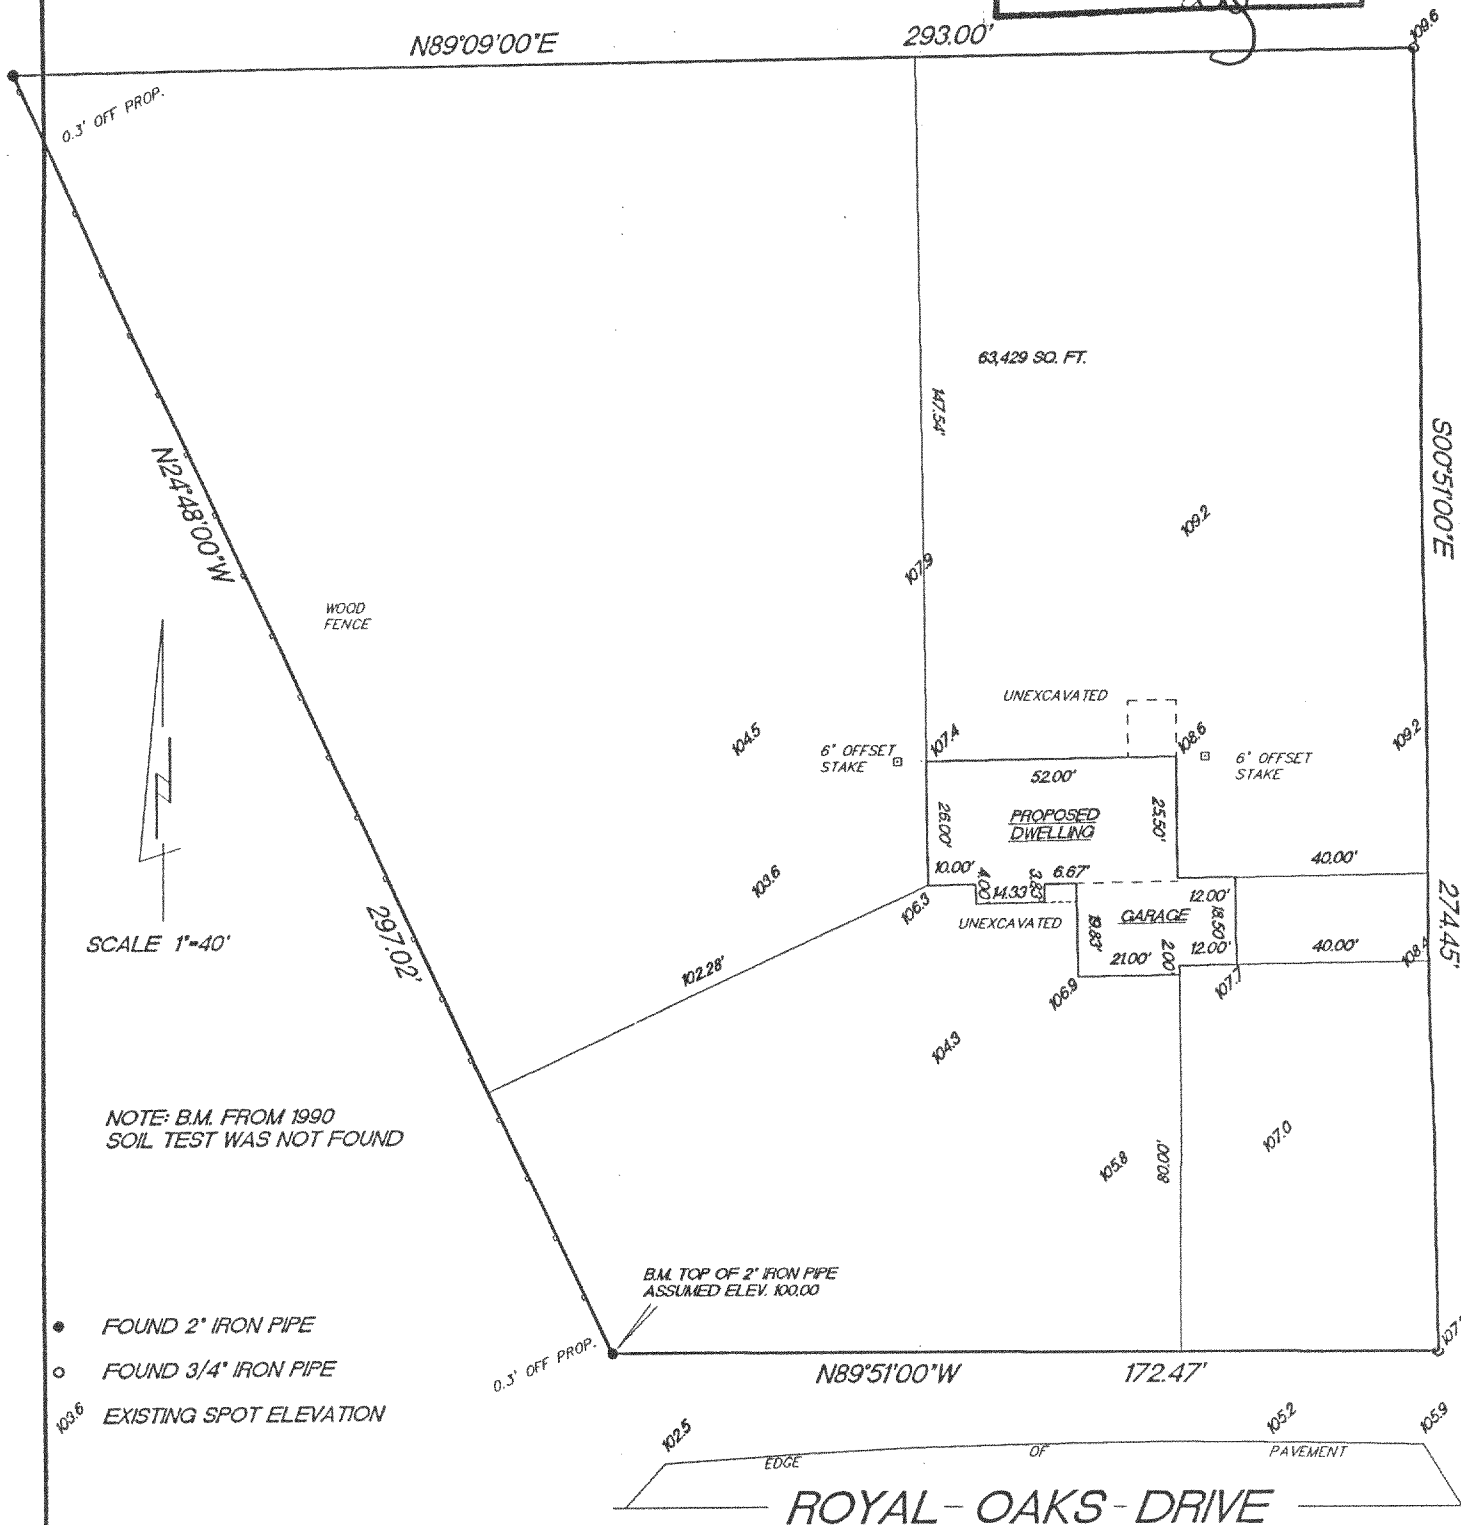 N89°09'00"E
293.00'
109.6
0.3' OFF PROP.
63,429 SQ. FT.
147.54'
S00°51'00"E
N24°48'00"W
109.2
107.9
WOOD
FENCE
UNEXCAVATED
104.5
6" OFFSET
STAKE
107.4
108.6
6" OFFSET
STAKE
109.2
52.00'
26.00'
PROPOSED
DWELLING
25.50'
103.6
10.00'
4.00
14.33'
3.83'
6.67'
40.00'
12.00'
106.3
UNEXCAVATED
GARAGE
18.50'
274.45'
SCALE 1"=40'
297.02'
19.83'
21.00'
2.00'
12.00'
40.00'
108.4
102.28'
106.9
107.7
104.3
NOTE: B.M. FROM 1990
SOIL TEST WAS NOT FOUND
105.8
80.00'
107.0
B.M. TOP OF 2" IRON PIPE
ASSUMED ELEV. 100.00
FOUND 2" IRON PIPE
0.3' OFF PROP.
FOUND 3/4" IRON PIPE
N89°51'00"W
172.47'
103.6 EXISTING SPOT ELEVATION
102.5
105.2
105.9
EDGE OF PAVEMENT
ROYAL-OAKS-DRIVE